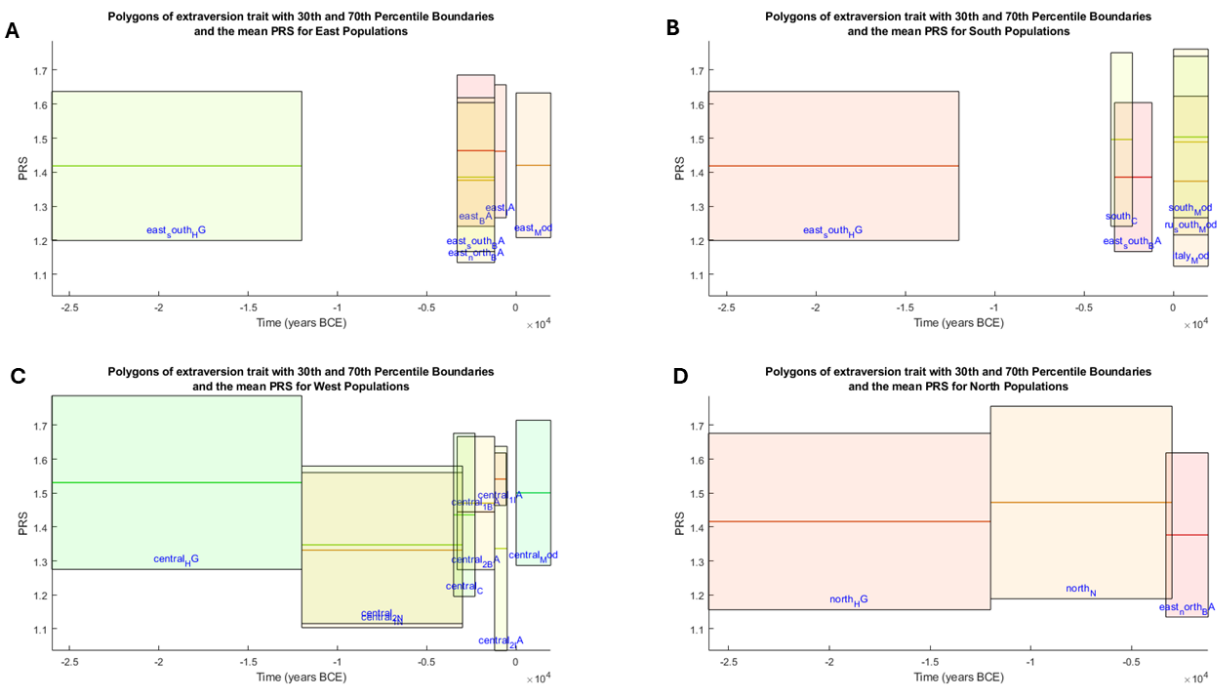 A
Polygons of extraversion trait with 30th and 70th Percentile Boundaries
and the mean PRS for East Populations
PRS
1.7
1.6
1.5
1.4
1.3
1.2
1.1
east_south_HG
east_BA
east_IA
east_south_BA
east_north_BA
east_Mod
-2.5
-2
-1.5
-1
-0.5
0
Time (years BCE)
×10^4
B
Polygons of extraversion trait with 30th and 70th Percentile Boundaries
and the mean PRS for South Populations
PRS
1.7
1.6
1.5
1.4
1.3
1.2
1.1
east_south_HG
south_C
east_south_BA
south_Mod
ru_south_Mod
Italy_Mod
-2.5
-2
-1.5
-1
-0.5
0
Time (years BCE)
×10^4
C
Polygons of extraversion trait with 30th and 70th Percentile Boundaries
and the mean PRS for West Populations
PRS
1.7
1.6
1.5
1.4
1.3
1.2
1.1
central_HG
central_2N
central_1N
central_C
central_1BA
central_2BA
central_1IA
central_2IA
central_Mod
-2.5
-2
-1.5
-1
-0.5
0
Time (years BCE)
×10^4
D
Polygons of extraversion trait with 30th and 70th Percentile Boundaries
and the mean PRS for North Populations
PRS
1.7
1.6
1.5
1.4
1.3
1.2
1.1
north_HG
north_N
east_north_BA
-2.5
-2
-1.5
-1
-0.5
Time (years BCE)
×10^4